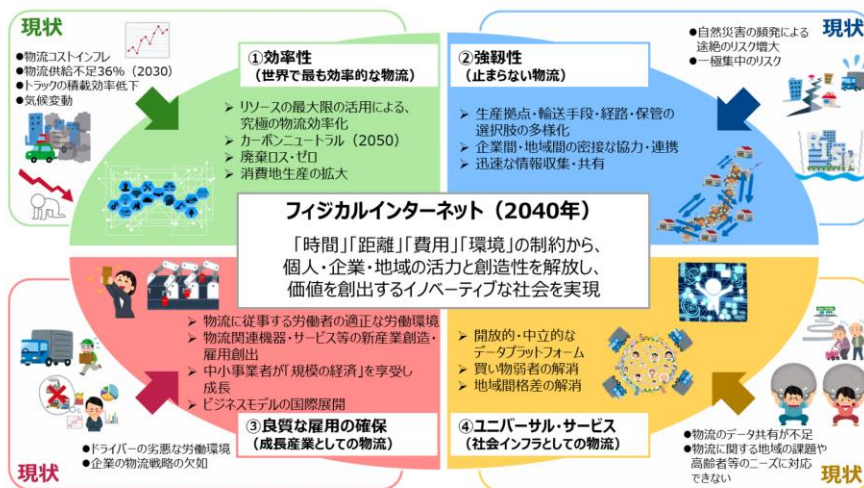 現状
●物流コストインフレ
●物流供給不足36%（2030）
●トラックの積載効率低下
●気候変動
①効率性
（世界で最も効率的な物流）
➢ リソースの最大限の活用による、
究極の物流効率化
➢ カーボンニュートラル（2050）
➢ 廃棄ロス・ゼロ
➢ 消費地生産の拡大
②強靭性
（止まらない物流）
➢ 生産拠点・輸送手段・経路・保管の
選択肢の多様化
➢ 企業間・地域間の密接な協力・連携
➢ 迅速な情報収集・共有
現状
●自然災害の頻発による
途絶のリスク増大
●一極集中のリスク
RISK
フィジカルインターネット（2040年）
「時間」「距離」「費用」「環境」の制約から、
個人・企業・地域の活力と創造性を解放し、
価値を創出するイノベーティブな社会を実現
➢ 物流に従事する労働者の適正な労働環境
➢ 物流関連機器・サービス等の新産業創造・
雇用創出
➢ 中小事業者が「規模の経済」を享受し
成長
➢ ビジネスモデルの国際展開
③良質な雇用の確保
（成長産業としての物流）
●ドライバーの劣悪な労働環境
●企業の物流戦略の欠如
現状
➢ 開放的・中立的な
データプラットフォーム
➢ 買い物弱者の解消
➢ 地域間格差の解消
④ユニバーサル・サービス
（社会インフラとしての物流）
●物流のデータ共有が不足
●物流に関する地域の課題や
高齢者等のニーズに対応
できない
現状